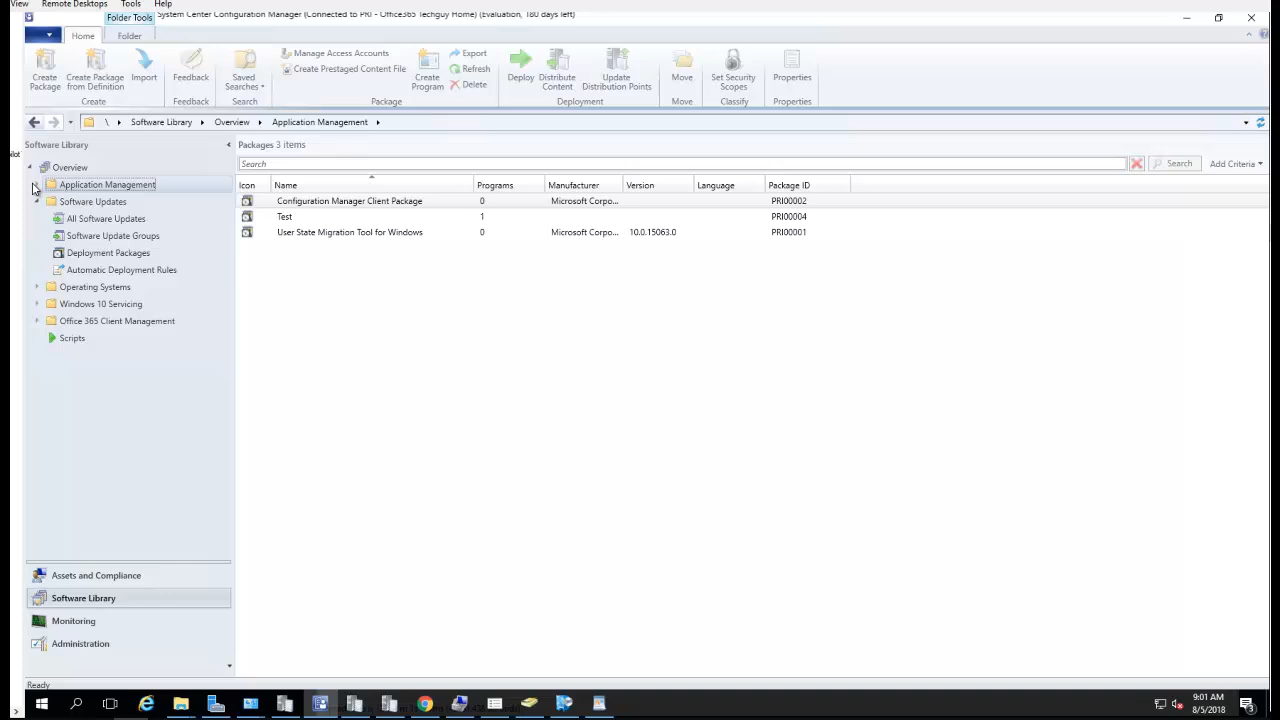 View Remote Desktops Tools Help
Folder Tools System Center Configuration Manager (Connected to PRI - Office365 Techguy Home) (Evaluation, 180 days left)
Home Folder
Manage Access Accounts Export
Create Prestaged Content File Refresh
Delete
Create Package
Create Package from Definition
Import
Feedback
Saved Searches
Create Program
Deploy
Distribute Content
Update Distribution Points
Move
Set Security Scopes
Properties
Create Feedback Search Package Deployment Move Classify Properties
\ Software Library Overview Application Management
Software Library
Packages 3 items
Search
Search
Add Criteria
Overview
Application Management
Software Updates
All Software Updates
Software Update Groups
Deployment Packages
Automatic Deployment Rules
Operating Systems
Windows 10 Servicing
Office 365 Client Management
Scripts
Icon Name Programs Manufacturer Version Language Package ID
Configuration Manager Client Package 0 Microsoft Corpo... PRI00002
Test 1 PRI00004
User State Migration Tool for Windows 0 Microsoft Corpo... 10.0.15063.0 PRI00001
Assets and Compliance
Software Library
Monitoring
Administration
Ready
9:01 AM
8/5/2018